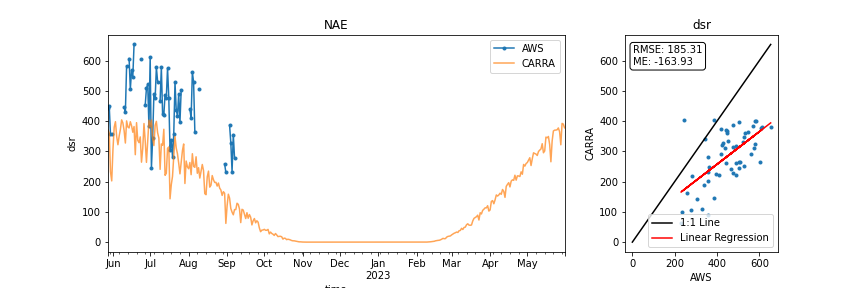 NAE
dsr
600
500
400
300
200
100
0
AWS
CARRA
Jun Jul Aug Sep Oct Nov Dec Jan Feb Mar Apr May
2023
dsr
dsr
RMSE: 185.31
ME: -163.93
600
500
400
300
200
100
0
CARRA
1:1 Line
Linear Regression
0 200 400 600
AWS